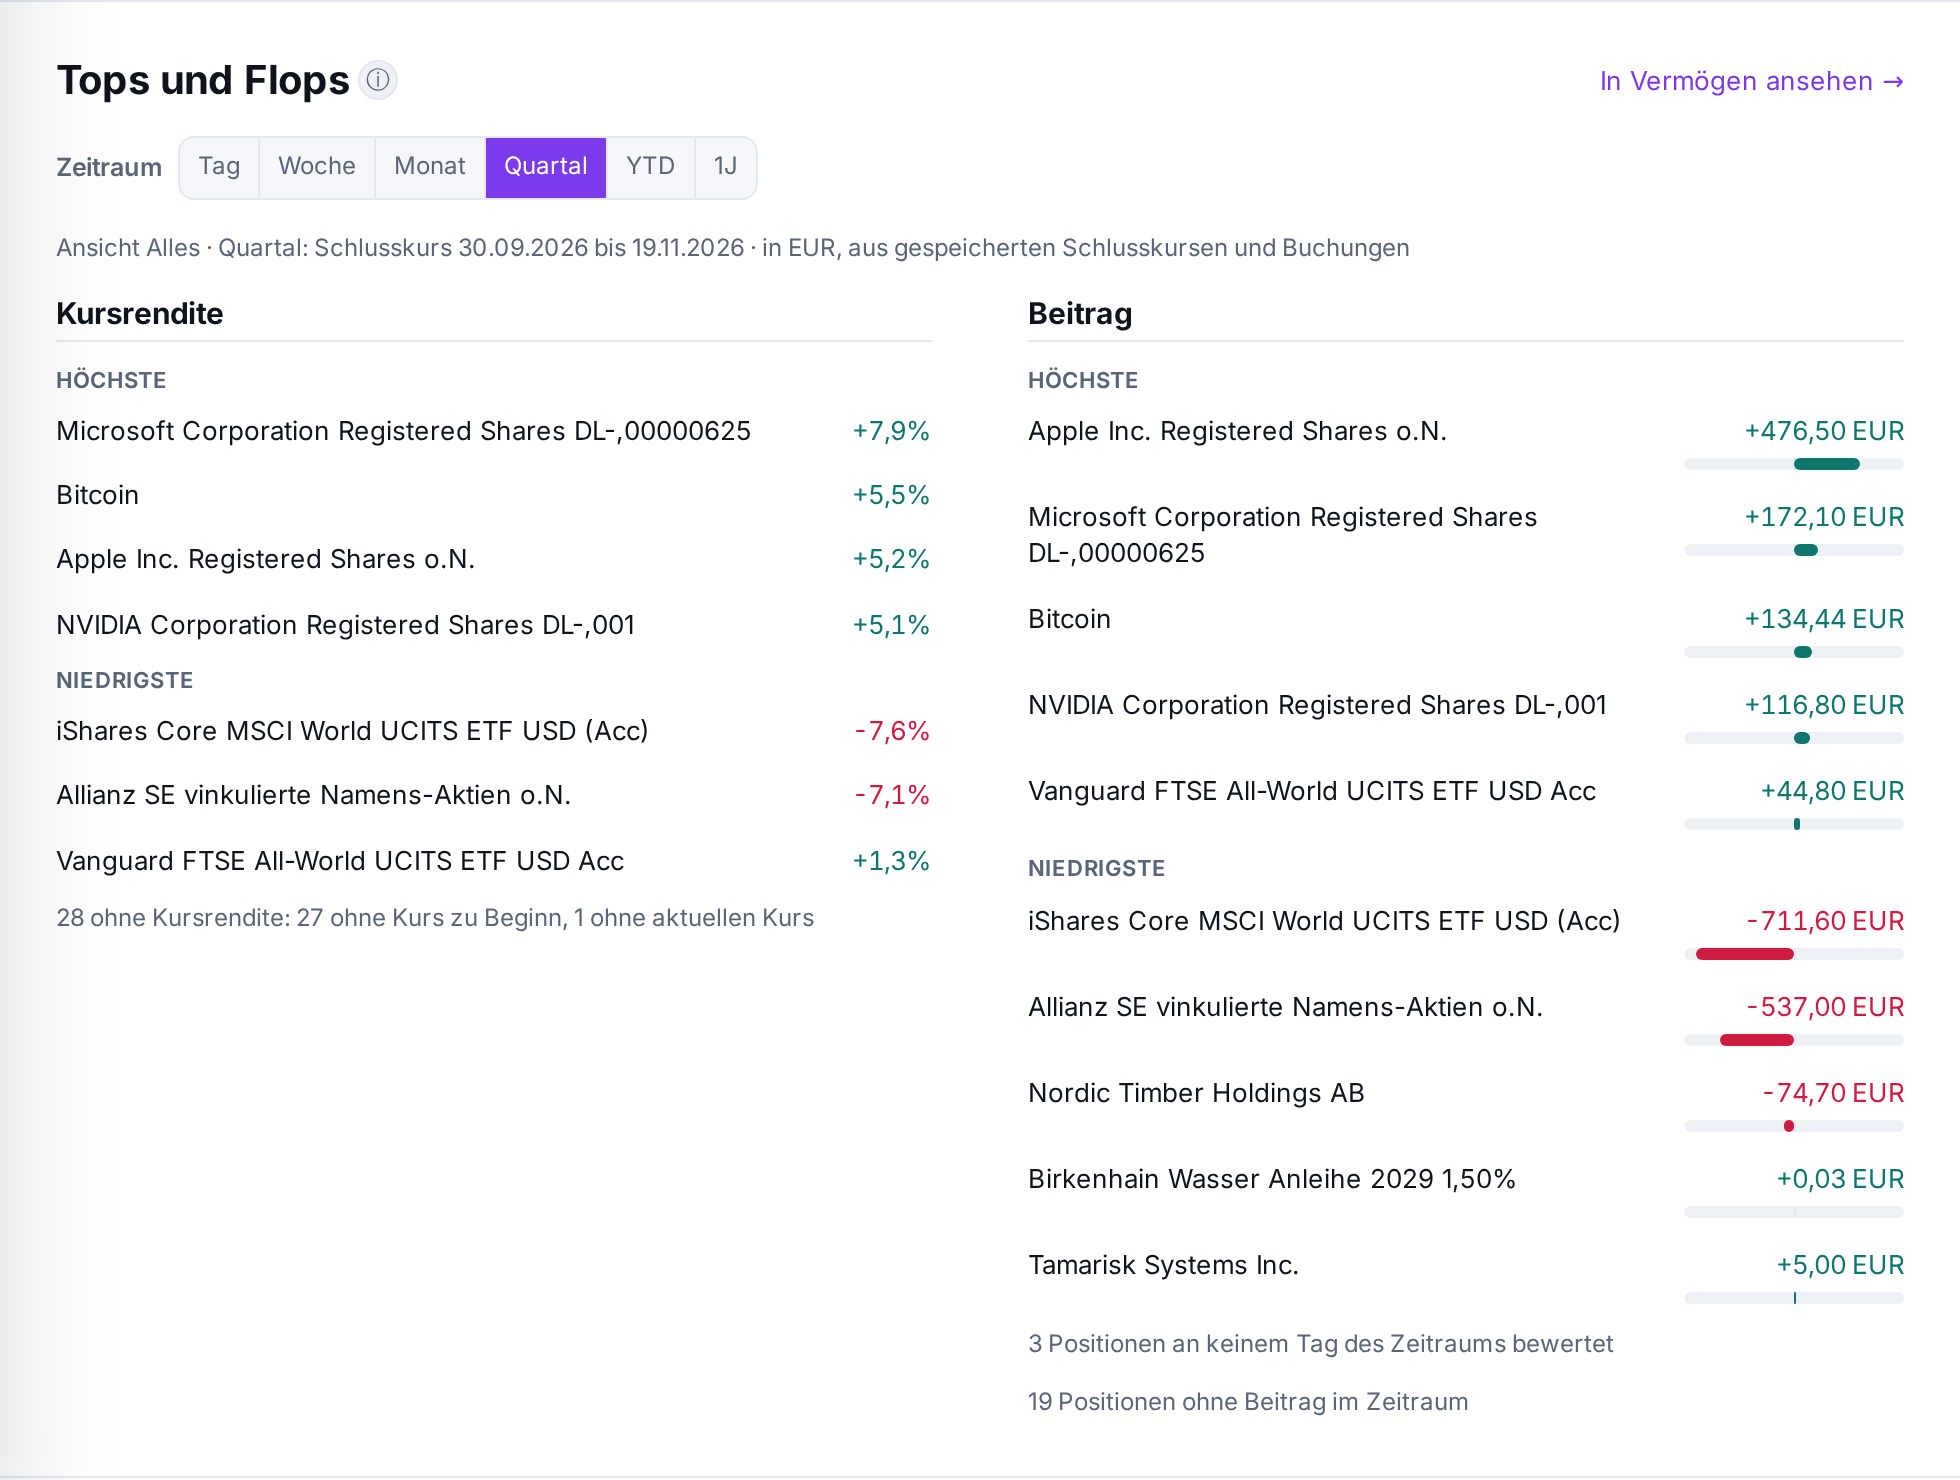 Tops und Flops ⓘ
In Vermögen ansehen →
Zeitraum Tag Woche Monat Quartal YTD 1J
Ansicht Alles · Quartal: Schlusskurs 30.09.2026 bis 19.11.2026 · in EUR, aus gespeicherten Schlusskursen und Buchungen
Kursrendite
HÖCHSTE
Microsoft Corporation Registered Shares DL-,00000625 +7,9%
Bitcoin +5,5%
Apple Inc. Registered Shares o.N. +5,2%
NVIDIA Corporation Registered Shares DL-,001 +5,1%
NIEDRIGSTE
iShares Core MSCI World UCITS ETF USD (Acc) -7,6%
Allianz SE vinkulierte Namens-Aktien o.N. -7,1%
Vanguard FTSE All-World UCITS ETF USD Acc +1,3%
28 ohne Kursrendite: 27 ohne Kurs zu Beginn, 1 ohne aktuellen Kurs
Beitrag
HÖCHSTE
Apple Inc. Registered Shares o.N. +476,50 EUR
Microsoft Corporation Registered Shares +172,10 EUR
DL-,00000625
Bitcoin +134,44 EUR
NVIDIA Corporation Registered Shares DL-,001 +116,80 EUR
Vanguard FTSE All-World UCITS ETF USD Acc +44,80 EUR
NIEDRIGSTE
iShares Core MSCI World UCITS ETF USD (Acc) -711,60 EUR
Allianz SE vinkulierte Namens-Aktien o.N. -537,00 EUR
Nordic Timber Holdings AB -74,70 EUR
Birkenhain Wasser Anleihe 2029 1,50% +0,03 EUR
Tamarisk Systems Inc. +5,00 EUR
3 Positionen an keinem Tag des Zeitraums bewertet
19 Positionen ohne Beitrag im Zeitraum